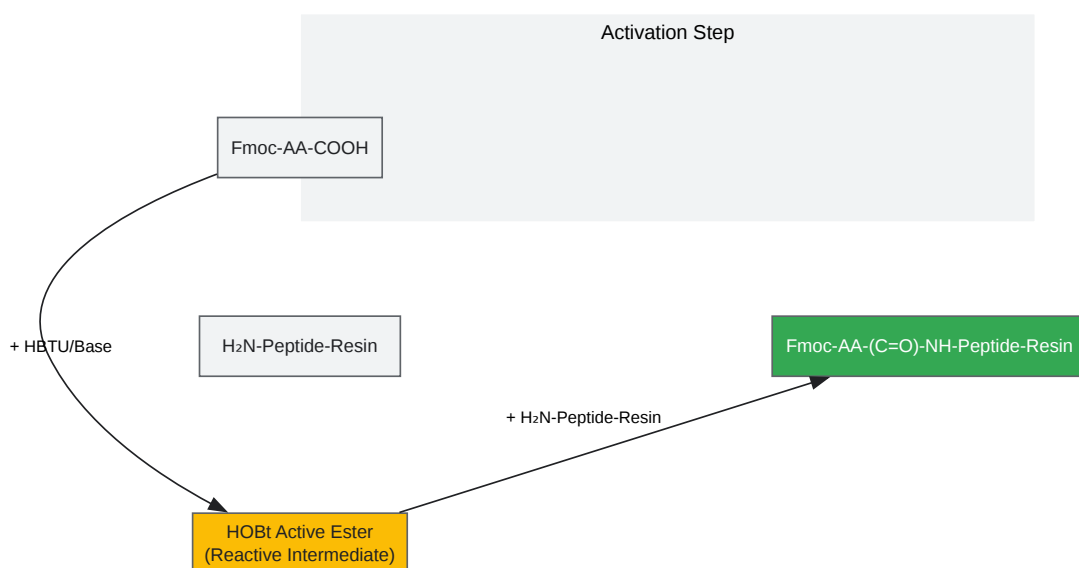 Activation Step
Fmoc-AA-COOH
+ HBTU/Base
H₂N-Peptide-Resin
Fmoc-AA-(C=O)-NH-Peptide-Resin
+ H₂N-Peptide-Resin
HOBt Active Ester
(Reactive Intermediate)